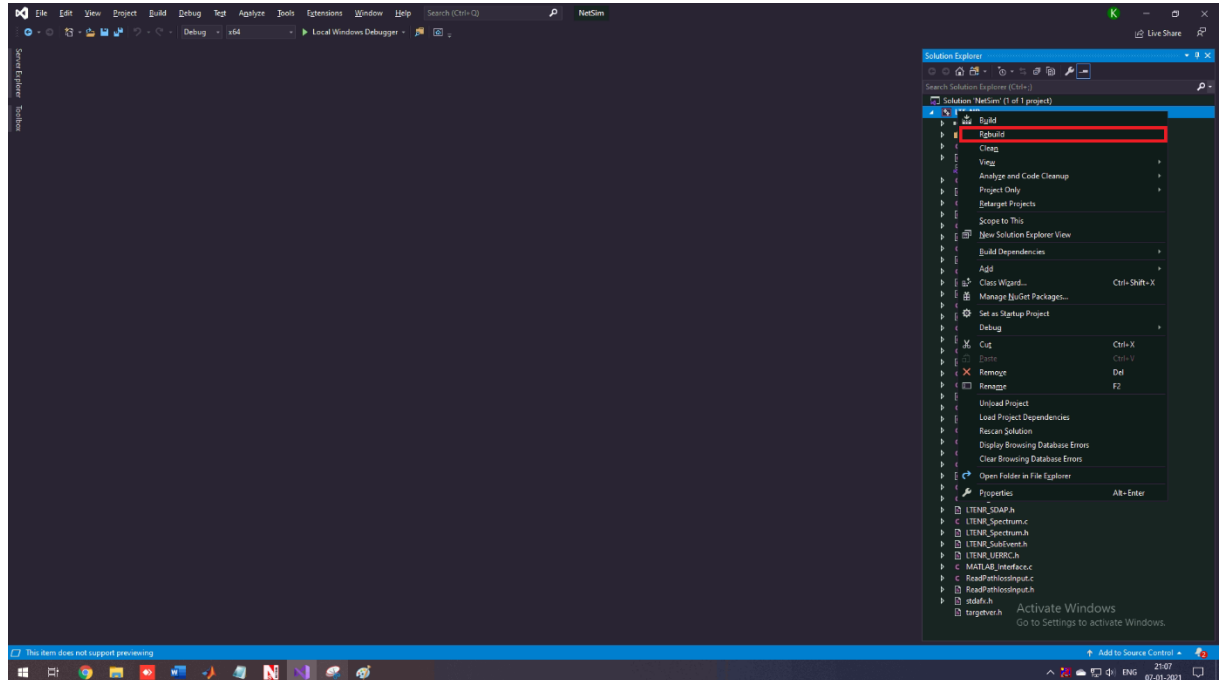 File Edit View Project Build Debug Test Analyze Tools Extensions Window Help Search (Ctrl+Q) NetSim K
Debug x64 Local Windows Debugger Live Share
Server Explorer
Toolbox
Solution Explorer
Search Solution Explorer (Ctrl+;)
Solution 'NetSim' (1 of 1 project)
Build
Rebuild
Clean
View
Analyze and Code Cleanup
Project Only
Retarget Projects
Scope to This
New Solution Explorer View
Build Dependencies
Add
Class Wizard... Ctrl+Shift+X
Manage NuGet Packages...
Set as Startup Project
Debug
Cut Ctrl+X
Paste Ctrl+V
Remove Del
Rename F2
Unload Project
Load Project Dependencies
Rescan Solution
Display Browsing Database Errors
Clear Browsing Database Errors
Open Folder in File Explorer
Properties Alt+Enter
LTENR_SDAP.h
LTENR_Spectrum.c
LTENR_Spectrum.h
LTENR_SubEvent.h
LTENR_UERRC.h
MATLAB_Interface.c
ReadPathlossInput.c
ReadPathlossInput.h
stdafx.h
targetver.h
Activate Windows
Go to Settings to activate Windows.
This item does not support previewing Add to Source Control 2
ENG 21:07
07-01-2021